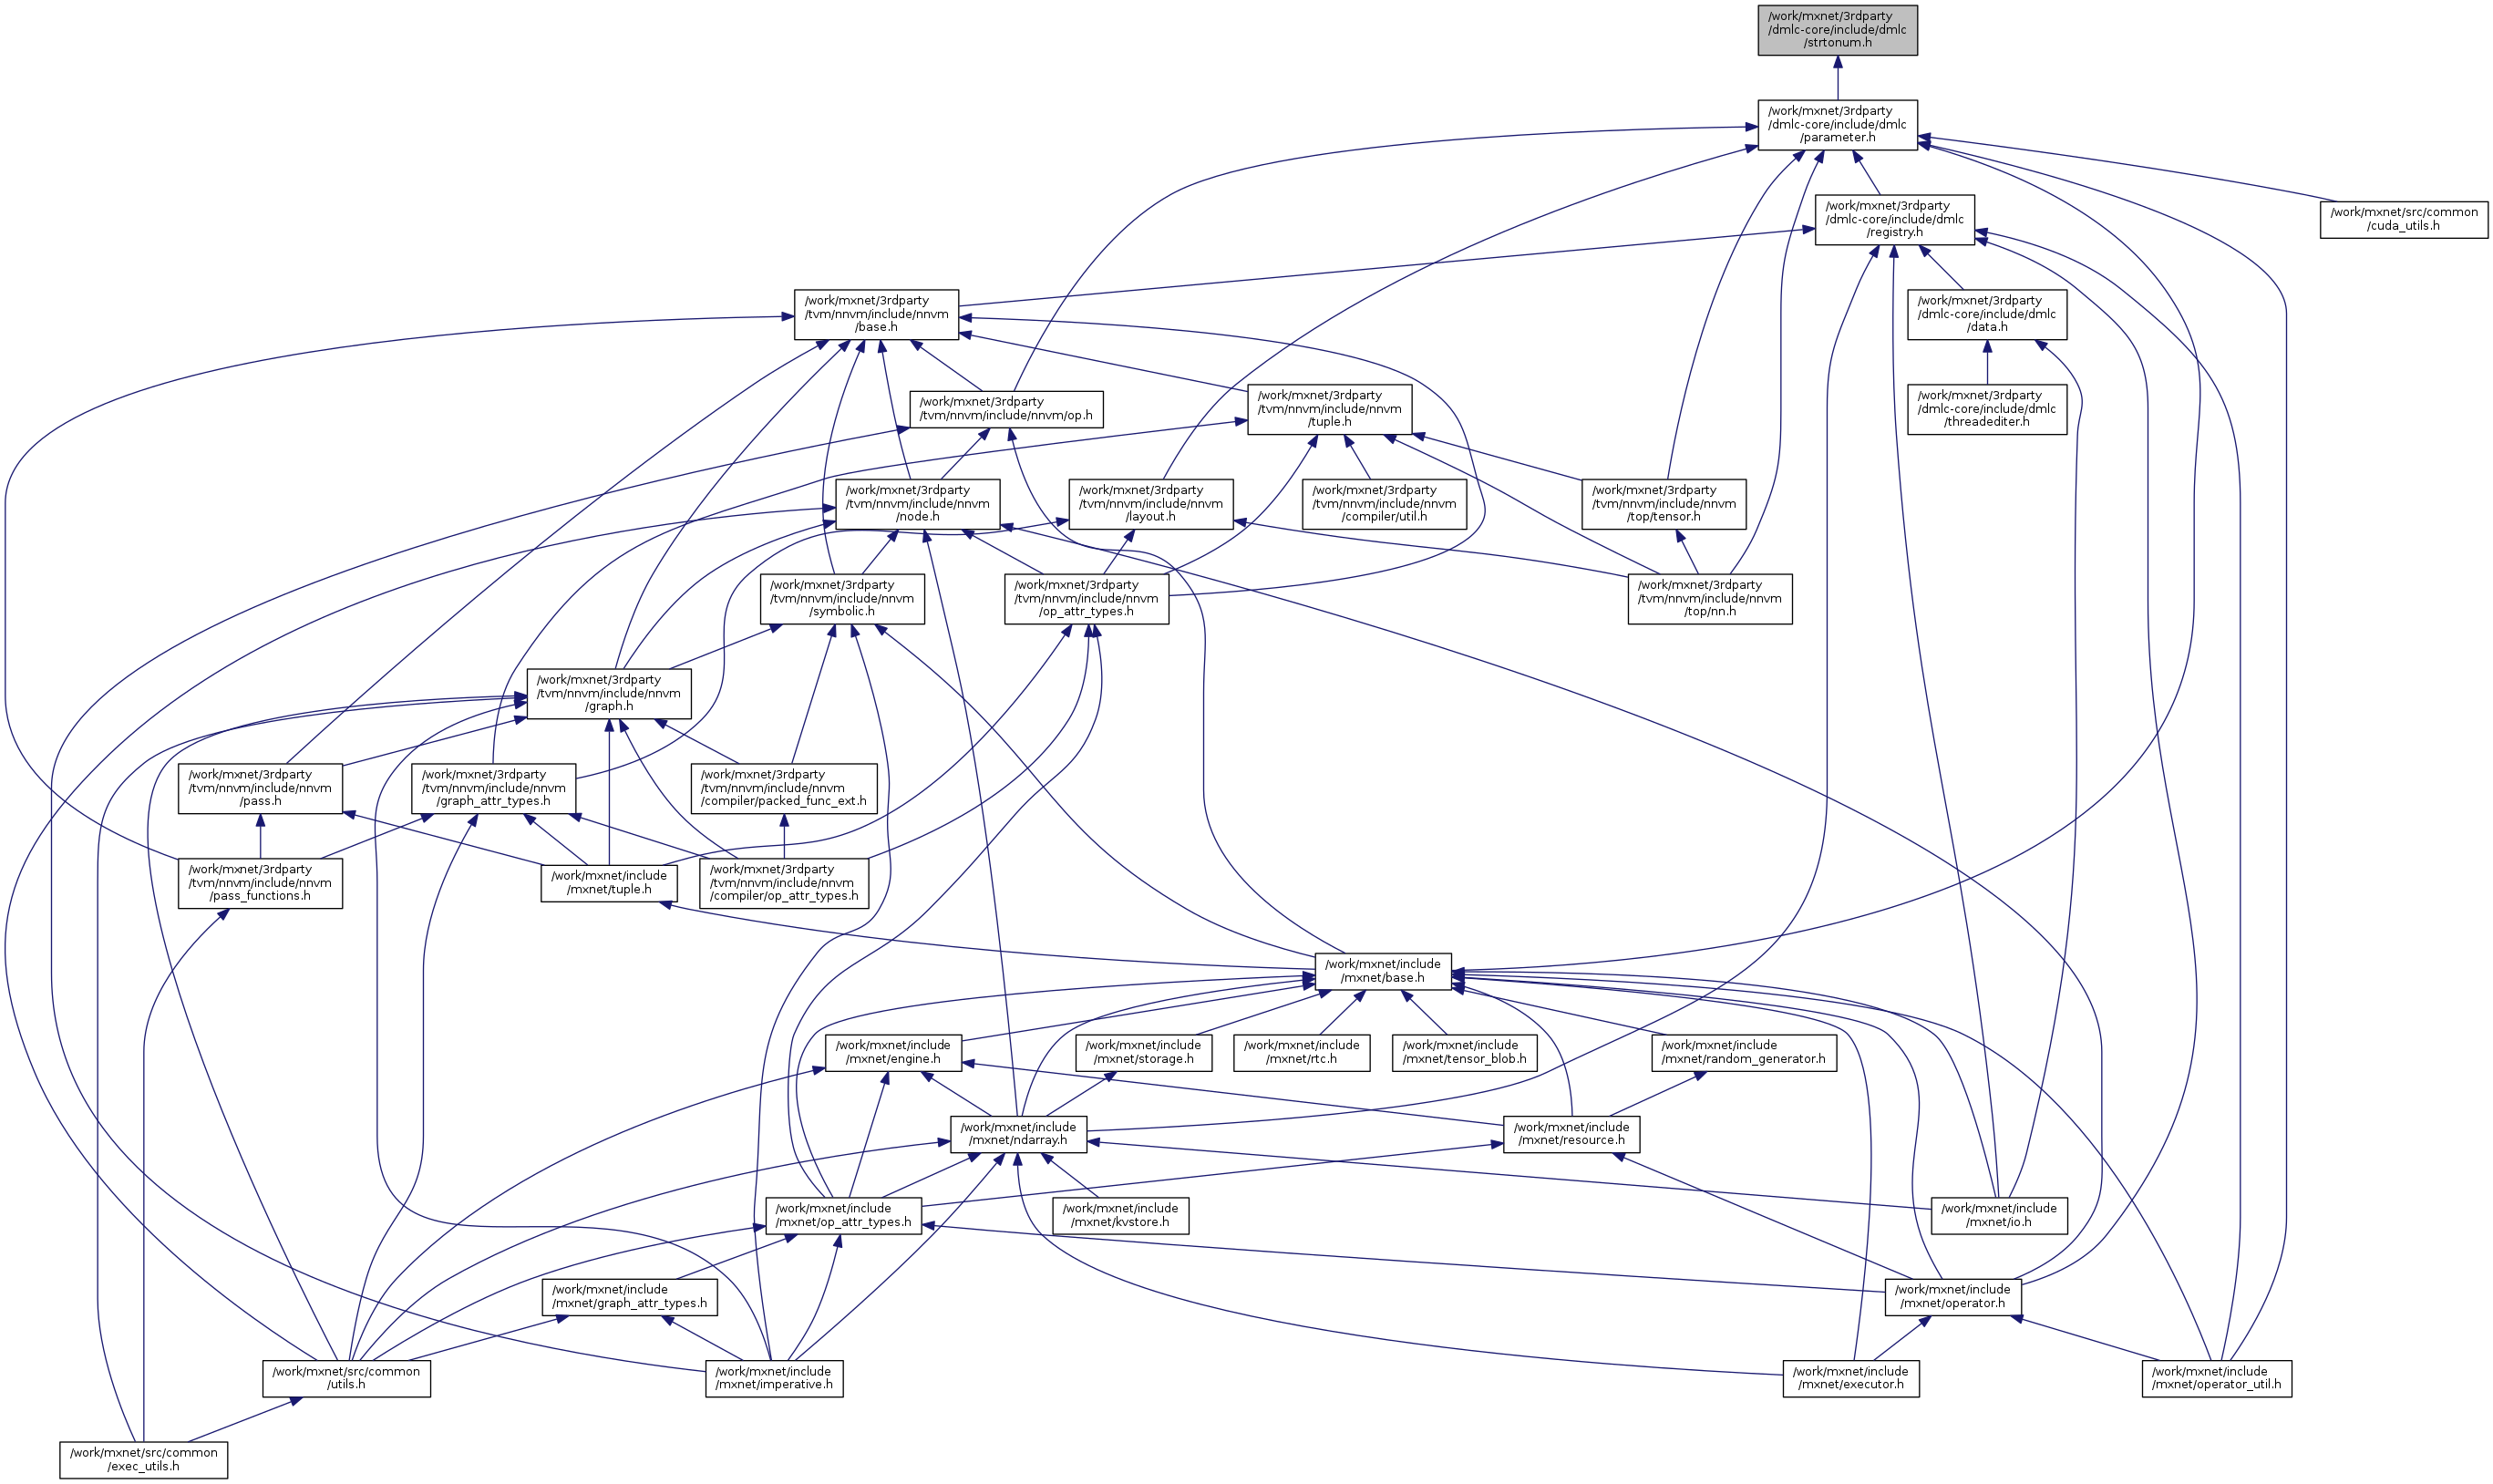 /work/mxnet/3rdparty
/dmlc-core/include/dmlc
/strtonum.h
/work/mxnet/3rdparty
/dmlc-core/include/dmlc
/parameter.h
/work/mxnet/3rdparty
/dmlc-core/include/dmlc
/registry.h
/work/mxnet/src/common
/cuda_utils.h
/work/mxnet/3rdparty
/tvm/nnvm/include/nnvm
/base.h
/work/mxnet/3rdparty
/dmlc-core/include/dmlc
/data.h
/work/mxnet/3rdparty
/tvm/nnvm/include/nnvm/op.h
/work/mxnet/3rdparty
/tvm/nnvm/include/nnvm
/tuple.h
/work/mxnet/3rdparty
/dmlc-core/include/dmlc
/threadediter.h
/work/mxnet/3rdparty
/tvm/nnvm/include/nnvm
/node.h
/work/mxnet/3rdparty
/tvm/nnvm/include/nnvm
/layout.h
/work/mxnet/3rdparty
/tvm/nnvm/include/nnvm
/compiler/util.h
/work/mxnet/3rdparty
/tvm/nnvm/include/nnvm
/top/tensor.h
/work/mxnet/3rdparty
/tvm/nnvm/include/nnvm
/symbolic.h
/work/mxnet/3rdparty
/tvm/nnvm/include/nnvm
/op_attr_types.h
/work/mxnet/3rdparty
/tvm/nnvm/include/nnvm
/top/nn.h
/work/mxnet/3rdparty
/tvm/nnvm/include/nnvm
/graph.h
/work/mxnet/3rdparty
/tvm/nnvm/include/nnvm
/pass.h
/work/mxnet/3rdparty
/tvm/nnvm/include/nnvm
/graph_attr_types.h
/work/mxnet/3rdparty
/tvm/nnvm/include/nnvm
/compiler/packed_func_ext.h
/work/mxnet/3rdparty
/tvm/nnvm/include/nnvm
/pass_functions.h
/work/mxnet/include
/mxnet/tuple.h
/work/mxnet/3rdparty
/tvm/nnvm/include/nnvm
/compiler/op_attr_types.h
/work/mxnet/include
/mxnet/base.h
/work/mxnet/include
/mxnet/engine.h
/work/mxnet/include
/mxnet/storage.h
/work/mxnet/include
/mxnet/rtc.h
/work/mxnet/include
/mxnet/tensor_blob.h
/work/mxnet/include
/mxnet/random_generator.h
/work/mxnet/include
/mxnet/ndarray.h
/work/mxnet/include
/mxnet/resource.h
/work/mxnet/include
/mxnet/op_attr_types.h
/work/mxnet/include
/mxnet/kvstore.h
/work/mxnet/include
/mxnet/io.h
/work/mxnet/include
/mxnet/graph_attr_types.h
/work/mxnet/include
/mxnet/operator.h
/work/mxnet/src/common
/utils.h
/work/mxnet/include
/mxnet/imperative.h
/work/mxnet/include
/mxnet/executor.h
/work/mxnet/include
/mxnet/operator_util.h
/work/mxnet/src/common
/exec_utils.h